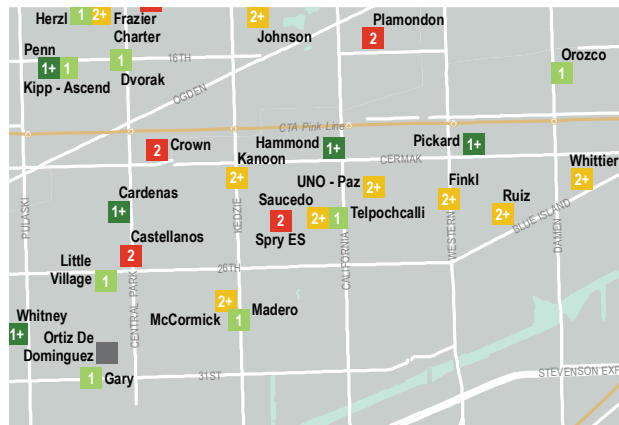 Herzl
1
2+
Frazier
Charter
2+
Johnson
Plamondon
2
Penn
1+
1
Kipp - Ascend
1
Dvorak
16TH
Orozco
1
OGDEN
CTA Pink Line
2
Crown
Hammond
1+
Pickard
1+
CERMAK
Kanoon
2+
UNO - Paz
2+
Finkl
2+
Whittier
2+
Cardenas
1+
Saucedo
2
Spry ES
2+
1
Telpochcalli
Ruiz
2+
BLUE ISLAND
PULASKI
KEDZIE
CALIFORNIA
WESTERN
DAMEN
Castellanos
2
26TH
Little
Village
1
CENTRAL PARK
2+
McCormick
1
Madero
Whitney
1+
Ortiz De
Dominguez
1
Gary
31ST
STEVENSON EXP